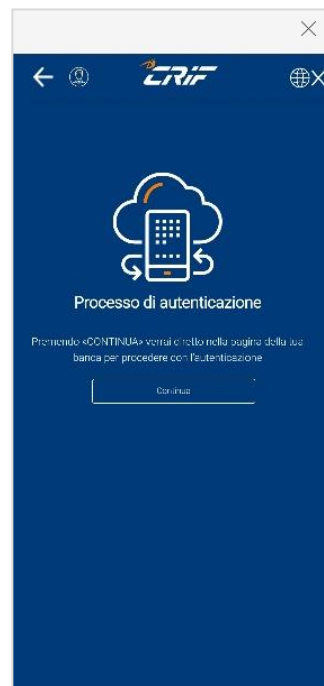 CRIF
Processo di autenticazione
Premendo «CONTINUA» verrai diretto nella pagina della tua
banca per procedere con l'autenticazione
Continua